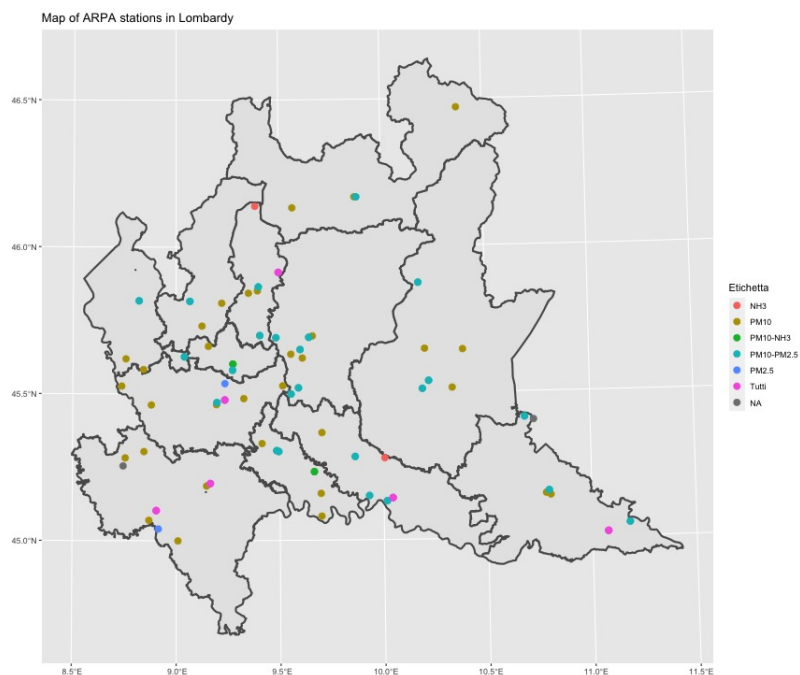 Map of ARPA stations in Lombardy
46.5°N
46.0°N
45.5°N
45.0°N
8.5°E
9.0°E
9.5°E
10.0°E
10.5°E
11.0°E
11.5°E
Etichetta
NH3
PM10
PM10-NH3
PM10-PM2.5
PM2.5
Tutti
NA